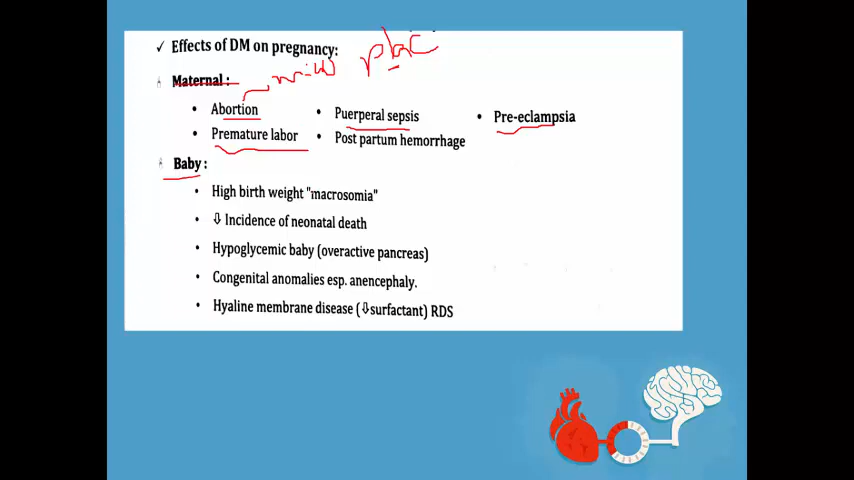 ✓ Effects of DM on pregnancy:
Maternal :
• Abortion • Puerperal sepsis • Pre-eclampsia
• Premature labor • Post partum hemorrhage
Baby :
• High birth weight "macrosomia"
• ⇩ Incidence of neonatal death
• Hypoglycemic baby (overactive pancreas)
• Congenital anomalies esp. anencephaly.
• Hyaline membrane disease (⇩surfactant) RDS